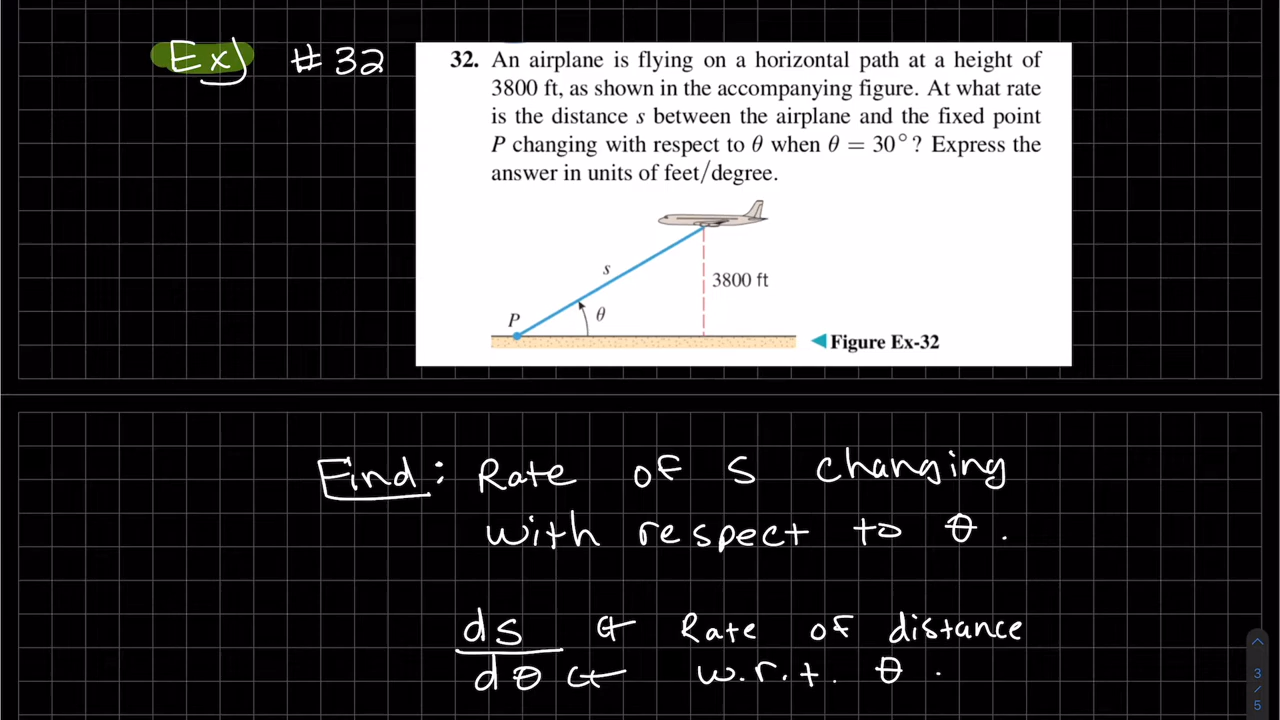 Ex) #32
32. An airplane is flying on a horizontal path at a height of
3800 ft, as shown in the accompanying figure. At what rate
is the distance s between the airplane and the fixed point
P changing with respect to θ when θ = 30°? Express the
answer in units of feet/degree.
s
3800 ft
P
θ
Figure Ex-32
Find: Rate of s changing
with respect to θ.
ds ← Rate of distance
dθ ← w.r.t. θ.
3
/
5